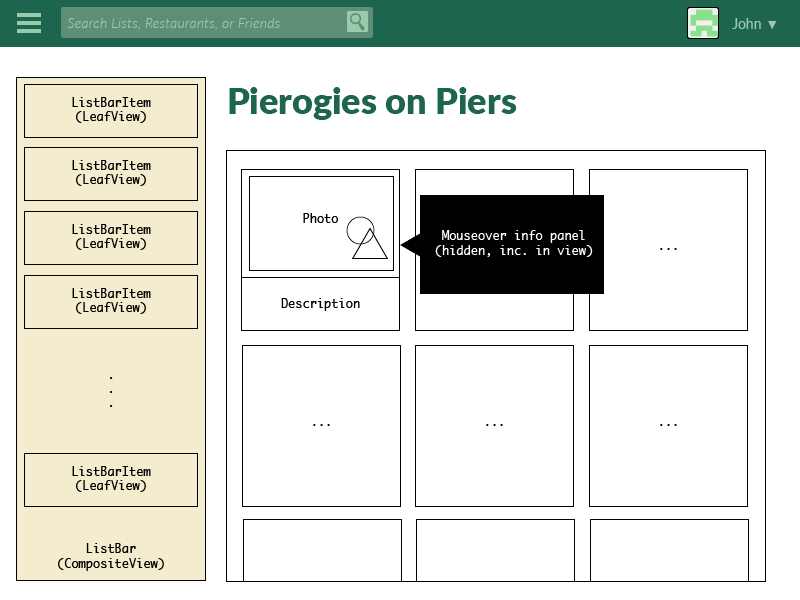 Search Lists, Restaurants, or Friends
John ▼
Pierogies on Piers
ListBarItem
(LeafView)
ListBarItem
(LeafView)
ListBarItem
(LeafView)
ListBarItem
(LeafView)
.
.
.
ListBarItem
(LeafView)
ListBar
(CompositeView)
Photo
Description
Mouseover info panel
(hidden, inc. in view)
...
...
...
...